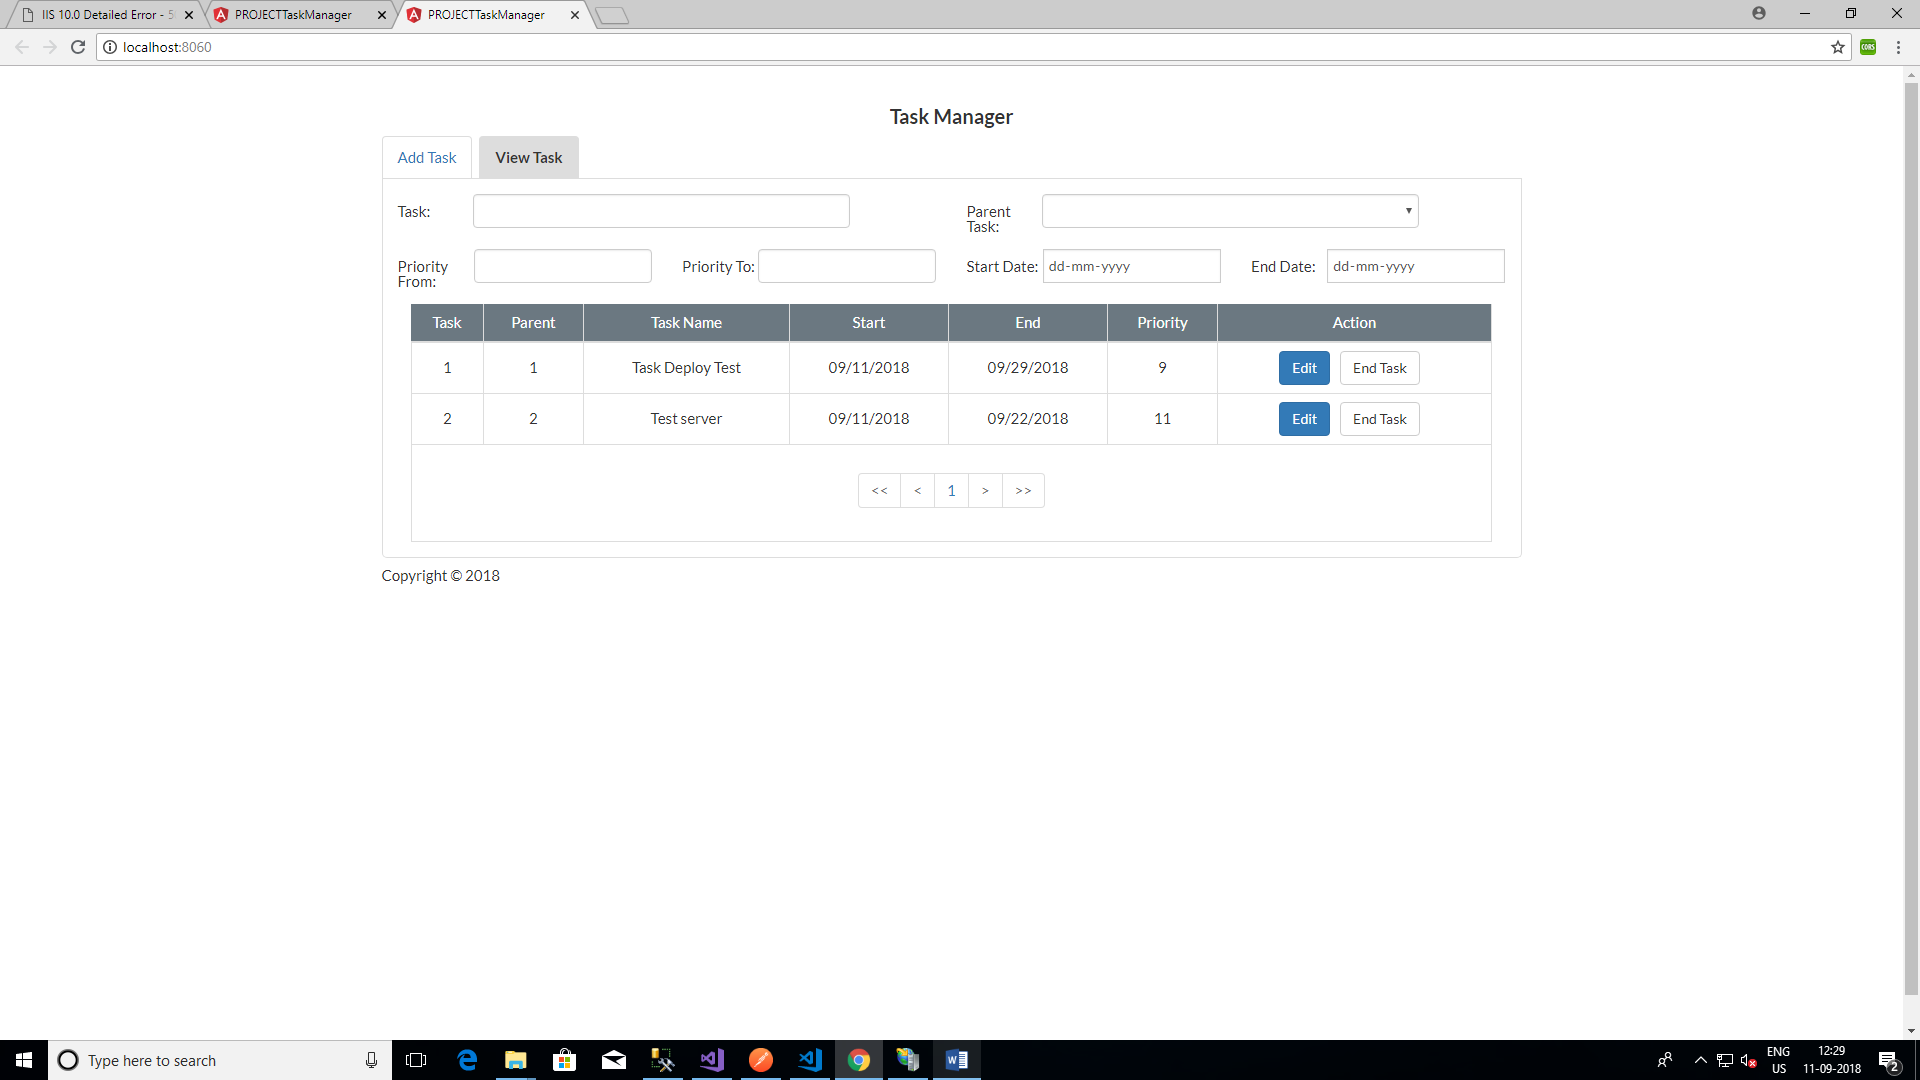 IIS 10.0 Detailed Error - 5
PROJECTTaskManager
PROJECTTaskManager
localhost:8060
CORS
Task Manager
Add Task
View Task
Task:
Parent Task:
Priority From:
Priority To:
Start Date: dd-mm-yyyy
End Date: dd-mm-yyyy
Task Parent Task Name Start End Priority Action
1 1 Task Deploy Test 09/11/2018 09/29/2018 9 Edit End Task
2 2 Test server 09/11/2018 09/22/2018 11 Edit End Task
<< < 1 > >>
Copyright © 2018
Type here to search
ENG
US
12:29
11-09-2018
2